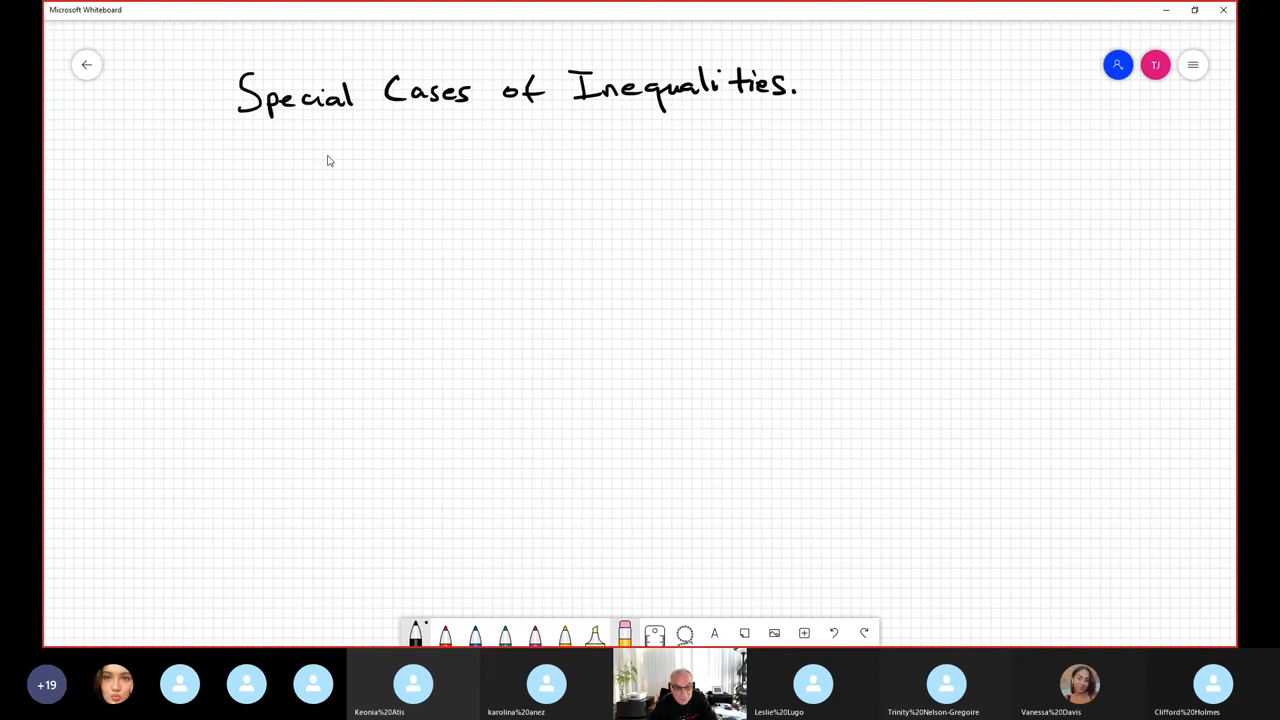 Microsoft Whiteboard
TJ
Special Cases of Inequalities.
A
+19
Keonia%20Atis
karolina%20anez
Leslie%20Lugo
Trinity%20Nelson-Gregoire
Vanessa%20Davis
Clifford%20Holmes